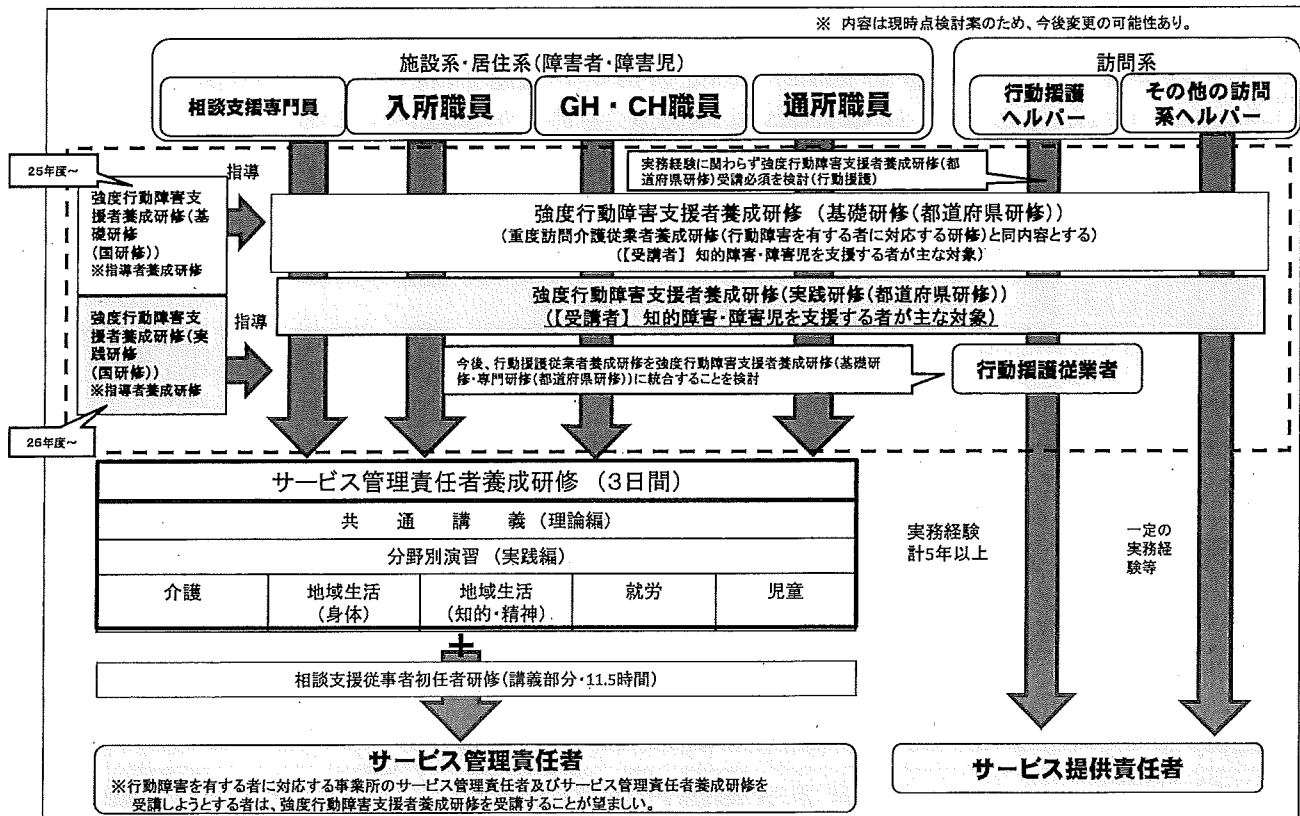 ※ 内容は現時点検討案のため、今後変更の可能性あり。
施設系・居住系(障害者・障害児)
相談支援専門員
入所職員
GH・CH職員
通所職員
訪問系
行動援護
ヘルパー
その他の訪問
系ヘルパー
25年度~
強度行動障害支
援者養成研修(基
礎研修
(国研修))
※指導者養成研修
指導
実務経験に関わらず強度行動障害支援者養成研修(都
道府県研修)受講必須を検討(行動援護)
強度行動障害支援者養成研修 (基礎研修(都道府県研修))
(重度訪問介護従業者養成研修(行動障害を有する者に対応する研修)と同内容とする)
(【受講者】 知的障害・障害児を支援する者が主な対象)
強度行動障害支
援者養成研修(実
践研修
(国研修))
※指導者養成研修
26年度~
指導
強度行動障害支援者養成研修(実践研修(都道府県研修))
(【受講者】 知的障害・障害児を支援する者が主な対象)
今後、行動援護従業者養成研修を強度行動障害支援者養成研修(基礎研
修・専門研修(都道府県研修))に統合することを検討
行動援護従業者
サービス管理責任者養成研修 (3日間)
共 通 講 義 (理論編)
分野別演習 (実践編)
介護
地域生活
(身体)
地域生活
(知的・精神)
就労
児童
+
相談支援従事者初任者研修(講義部分・11.5時間)
実務経験
計5年以上
一定の
実務経
験等
サービス管理責任者
※行動障害を有する者に対応する事業所のサービス管理責任者及びサービス管理責任者養成研修を
受講しようとする者は、強度行動障害支援者養成研修を受講することが望ましい。
サービス提供責任者